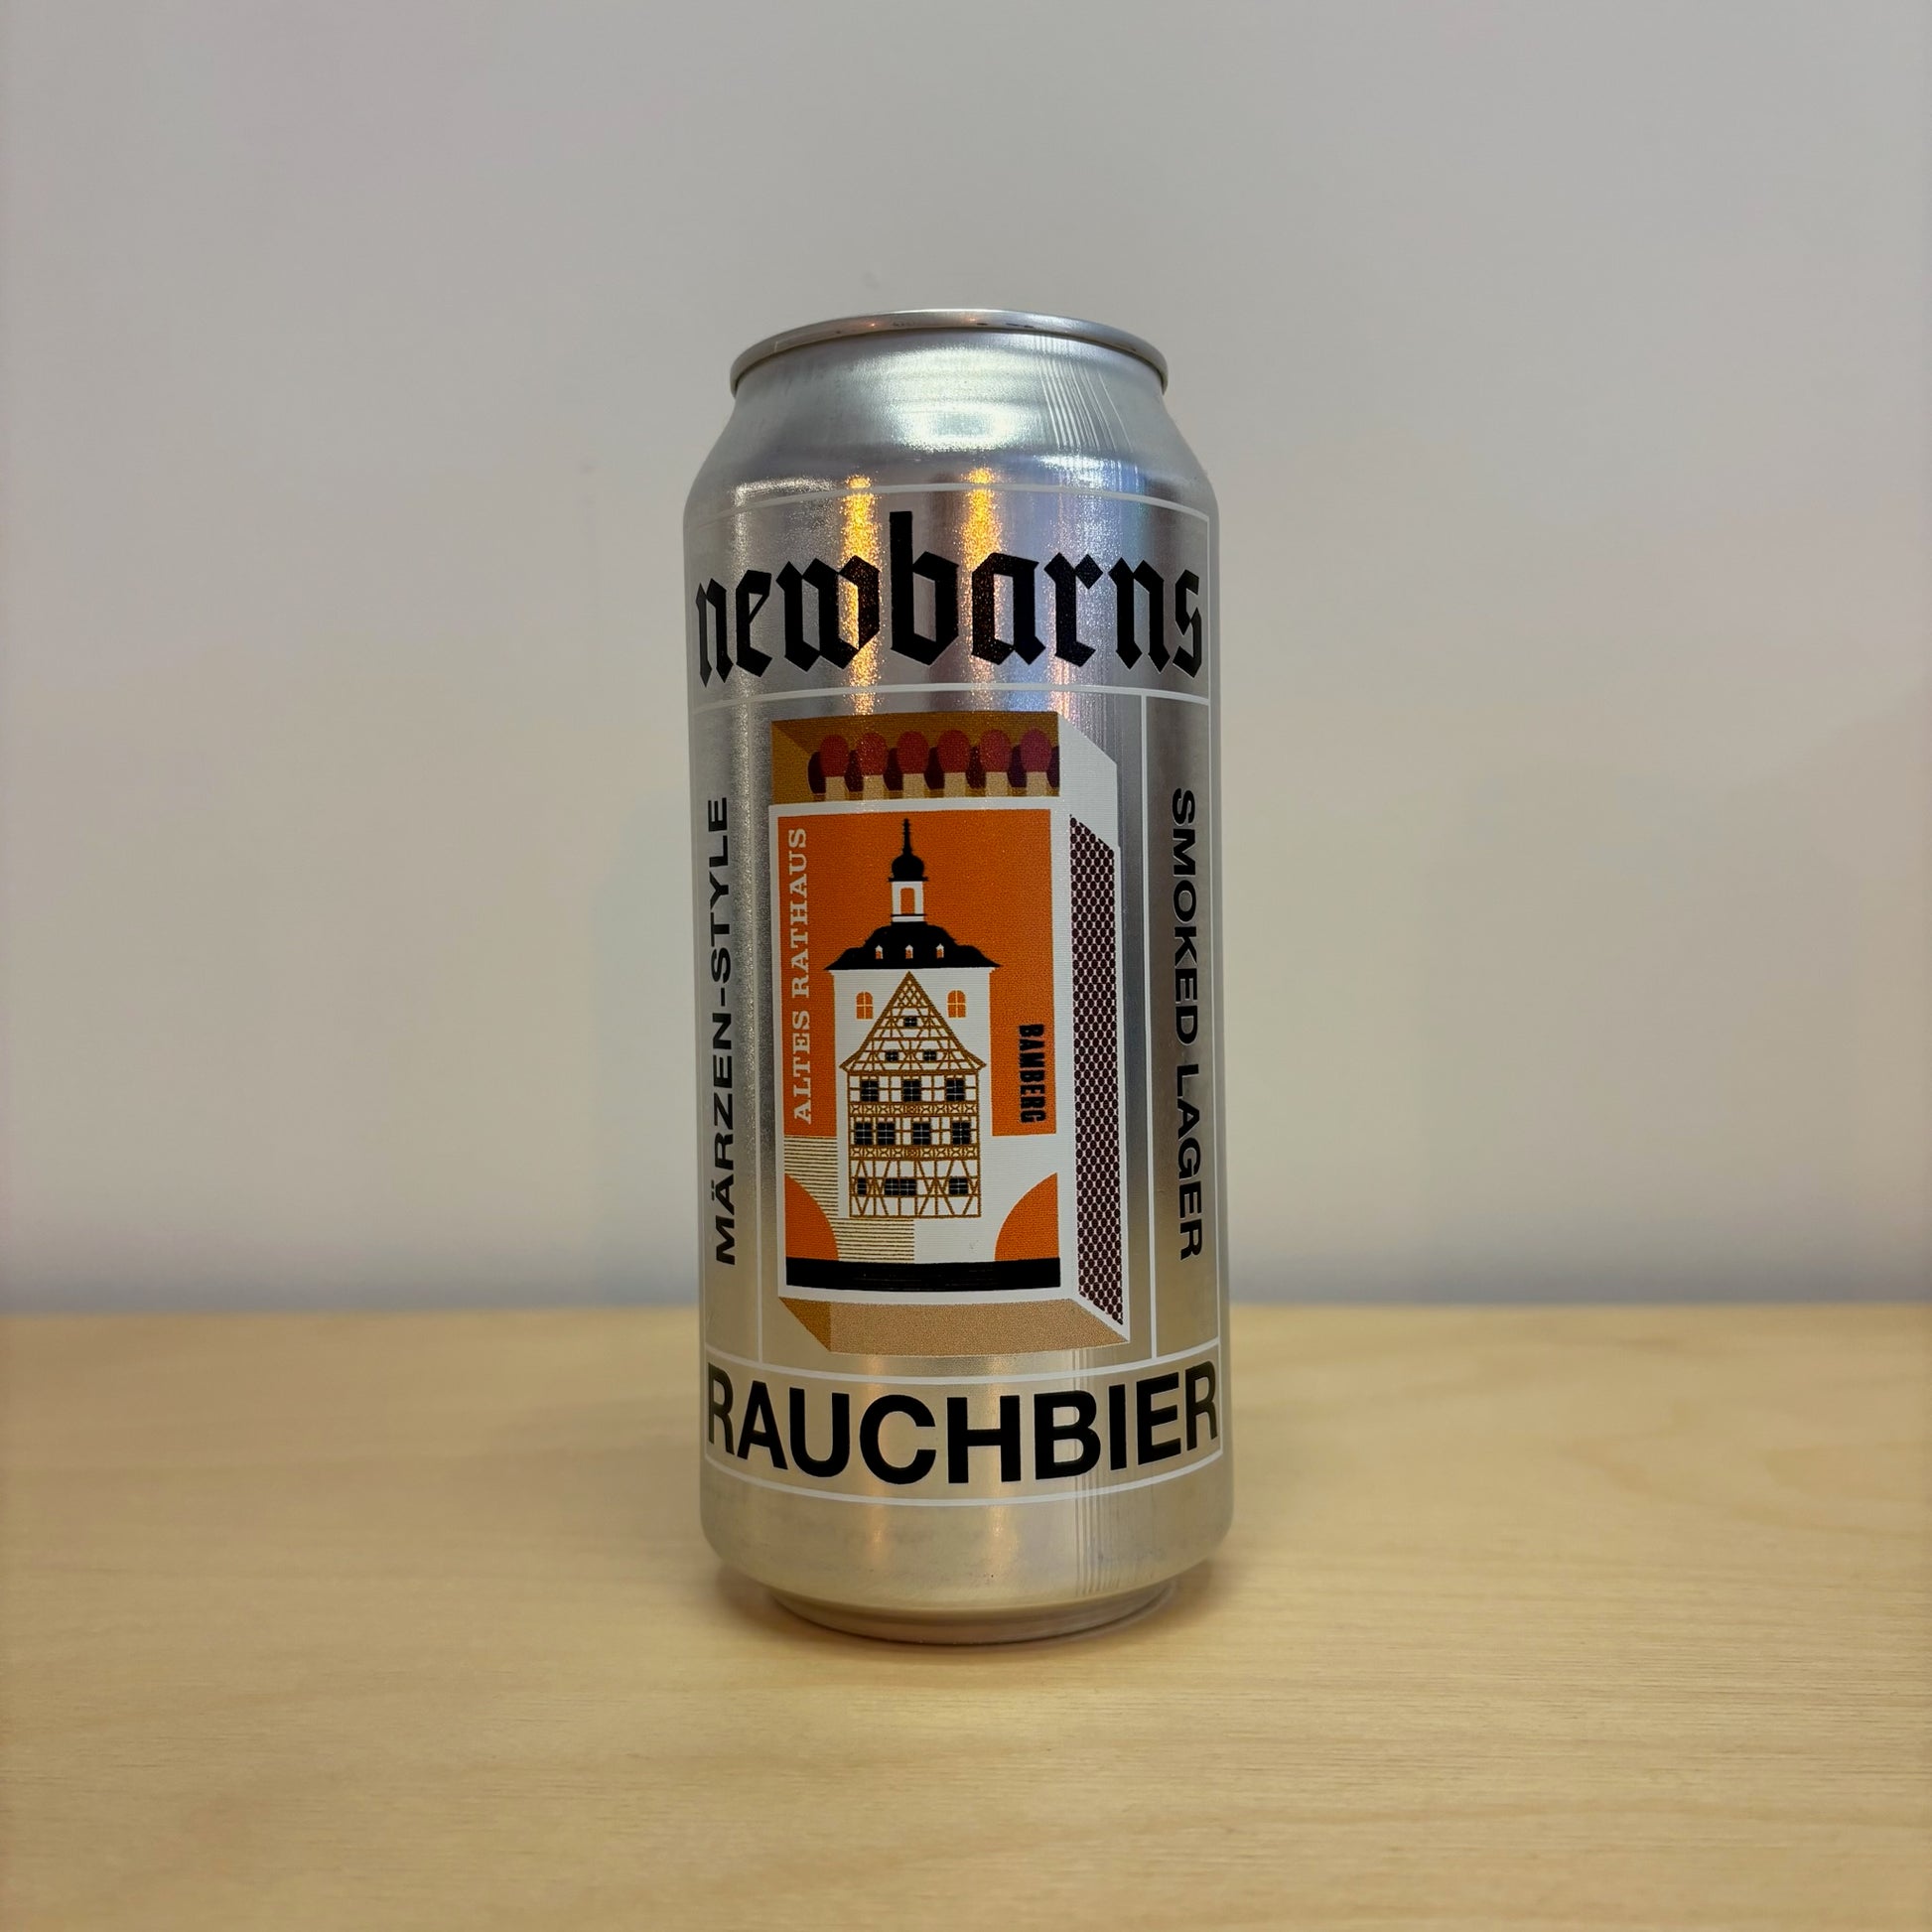 newbarns
MÄRZEN-STYLE
ALTES RATHAUS
BAMBERG
SMOKED LAGER
RAUCHBIER